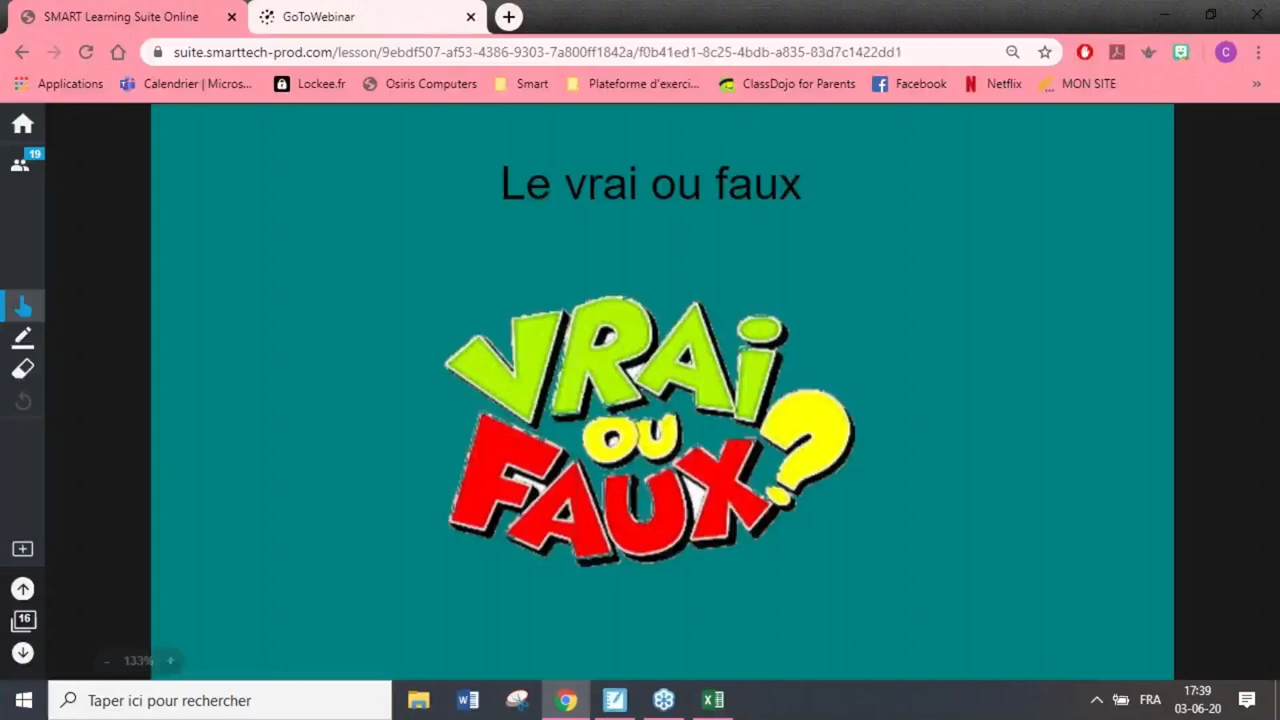 SMART Learning Suite Online
GoToWebinar
suite.smarttech-prod.com/lesson/9ebdf507-af53-4386-9303-7a800ff1842a/f0b41ed1-8c25-4bdb-a835-83d7c1422dd1
C
Applications
Calendrier | Micros...
Lockee.fr
Osiris Computers
Smart
Plateforme d'exerci...
ClassDojo for Parents
Facebook
Netflix
MON SITE
19
Le vrai ou faux
VRAi
OU
FAUX?
16
133%
Taper ici pour rechercher
FRA
17:39
03-06-20